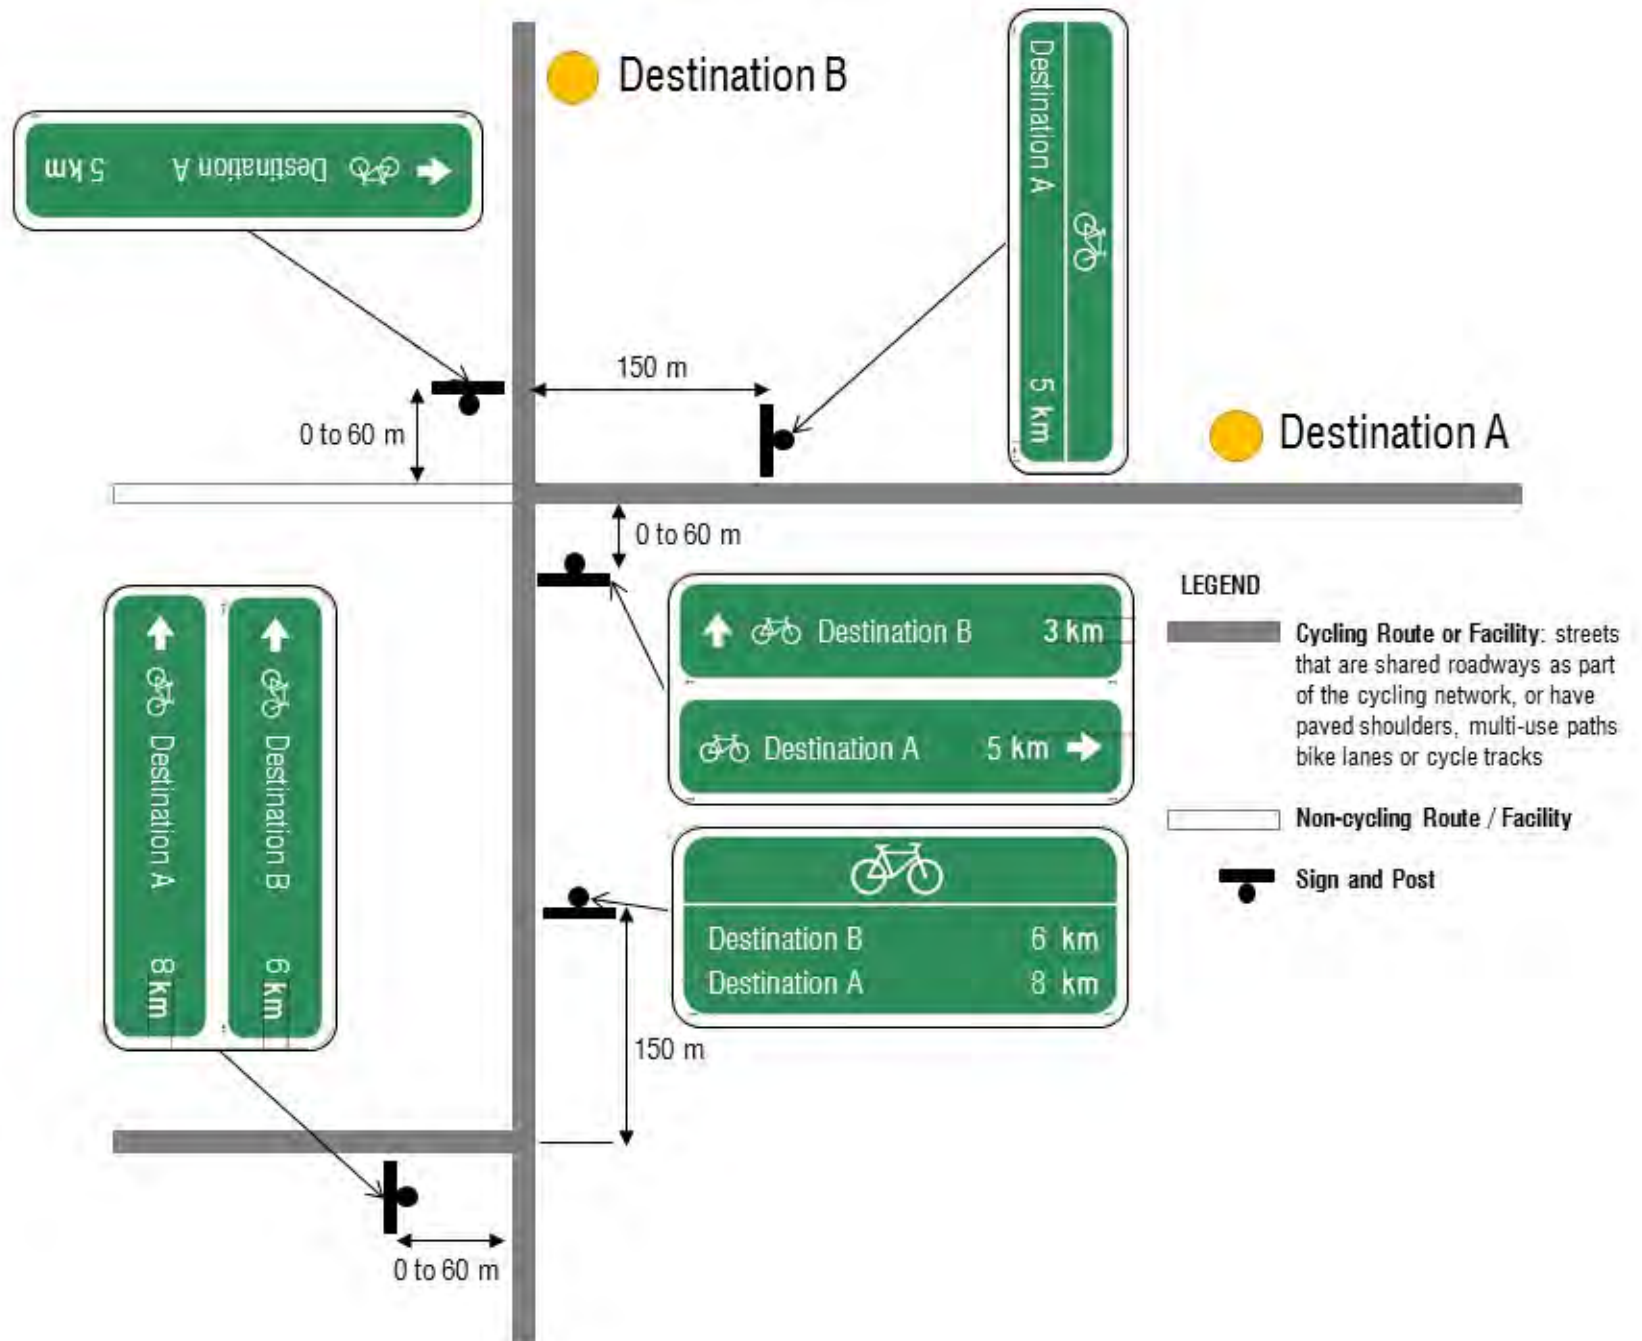 Destination B
Destination A 5 km
Destination A
5 km
150 m
0 to 60 m
Destination A
0 to 60 m
Destination B 3 km
Destination A 5 km
LEGEND
Cycling Route or Facility: streets
that are shared roadways as part
of the cycling network, or have
paved shoulders, multi-use paths
bike lanes or cycle tracks
Non-cycling Route / Facility
Sign and Post
Destination B 6 km
Destination A 8 km
Destination B 6 km
Destination A 8 km
150 m
0 to 60 m